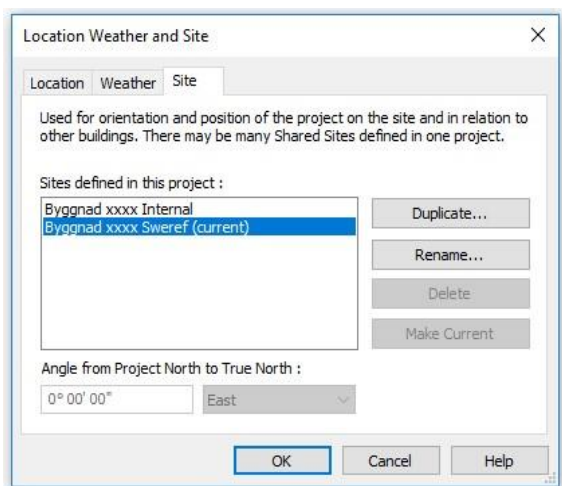 Location Weather and Site
Location Weather Site
Used for orientation and position of the project on the site and in relation to
other buildings. There may be many Shared Sites defined in one project.
Sites defined in this project :
Byggnad xxxx Internal
Byggnad xxxx Sweref (current)
Duplicate...
Rename...
Delete
Make Current
Angle from Project North to True North :
0° 00' 00"
East
OK Cancel Help